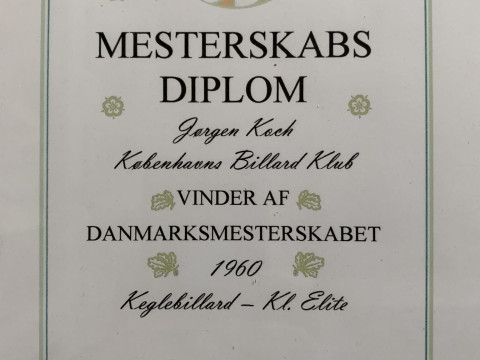 MESTERSKABS
DIPLOM
Jørgen Koch
Københavns Billard Klub
VINDER AF
DANMARKSMESTERSKABET
1960
Keglebillard – Kl. Elite